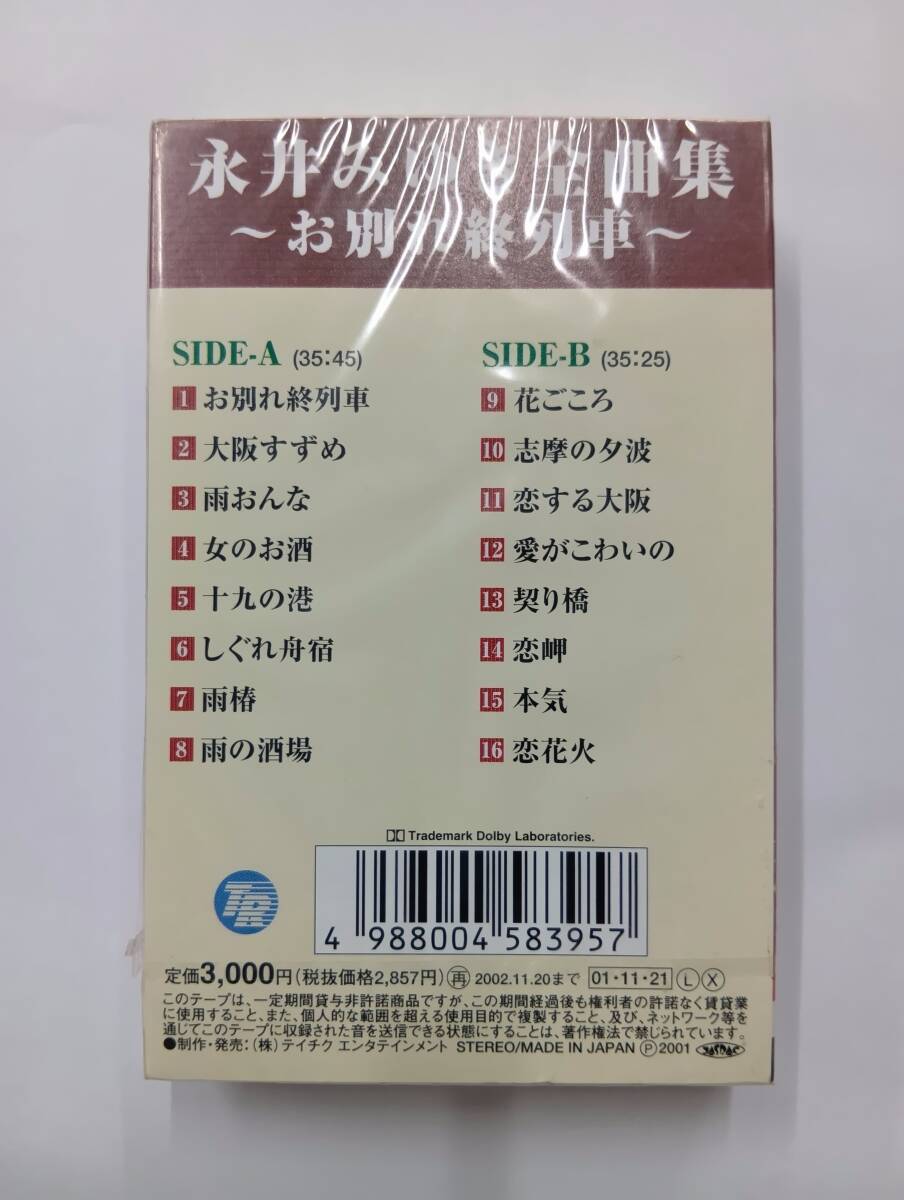 永井みゆき全曲集
～お別れ終列車～
SIDE-A (35:45)
1 お別れ終列車
2 大阪すずめ
3 雨おんな
4 女のお酒
5 十九の港
6 しぐれ舟宿
7 雨椿
8 雨の酒場
SIDE-B (35:25)
9 花ごころ
10 志摩の夕波
11 恋する大阪
12 愛がこわいの
13 契り橋
14 恋岬
15 本気
16 恋花火
Trademark Dolby Laboratories.
4 988004 583957
定価3,000円(税抜価格2,857円) 再 2002.11.20まで 01・11・21 L X
このテープは、一定期間貸与非許諾商品ですが、この期間経過後も権利者の許諾なく賃貸業
に使用すること、また、個人的な範囲を超える使用目的で複製すること、及び、ネットワーク等を
通じてこのテープに収録された音を送信できる状態にすることは、著作権法で禁じられています。
●制作・発売：(株)テイチク エンタテインメント STEREO/MADE IN JAPAN Ⓟ2001 JASRAC